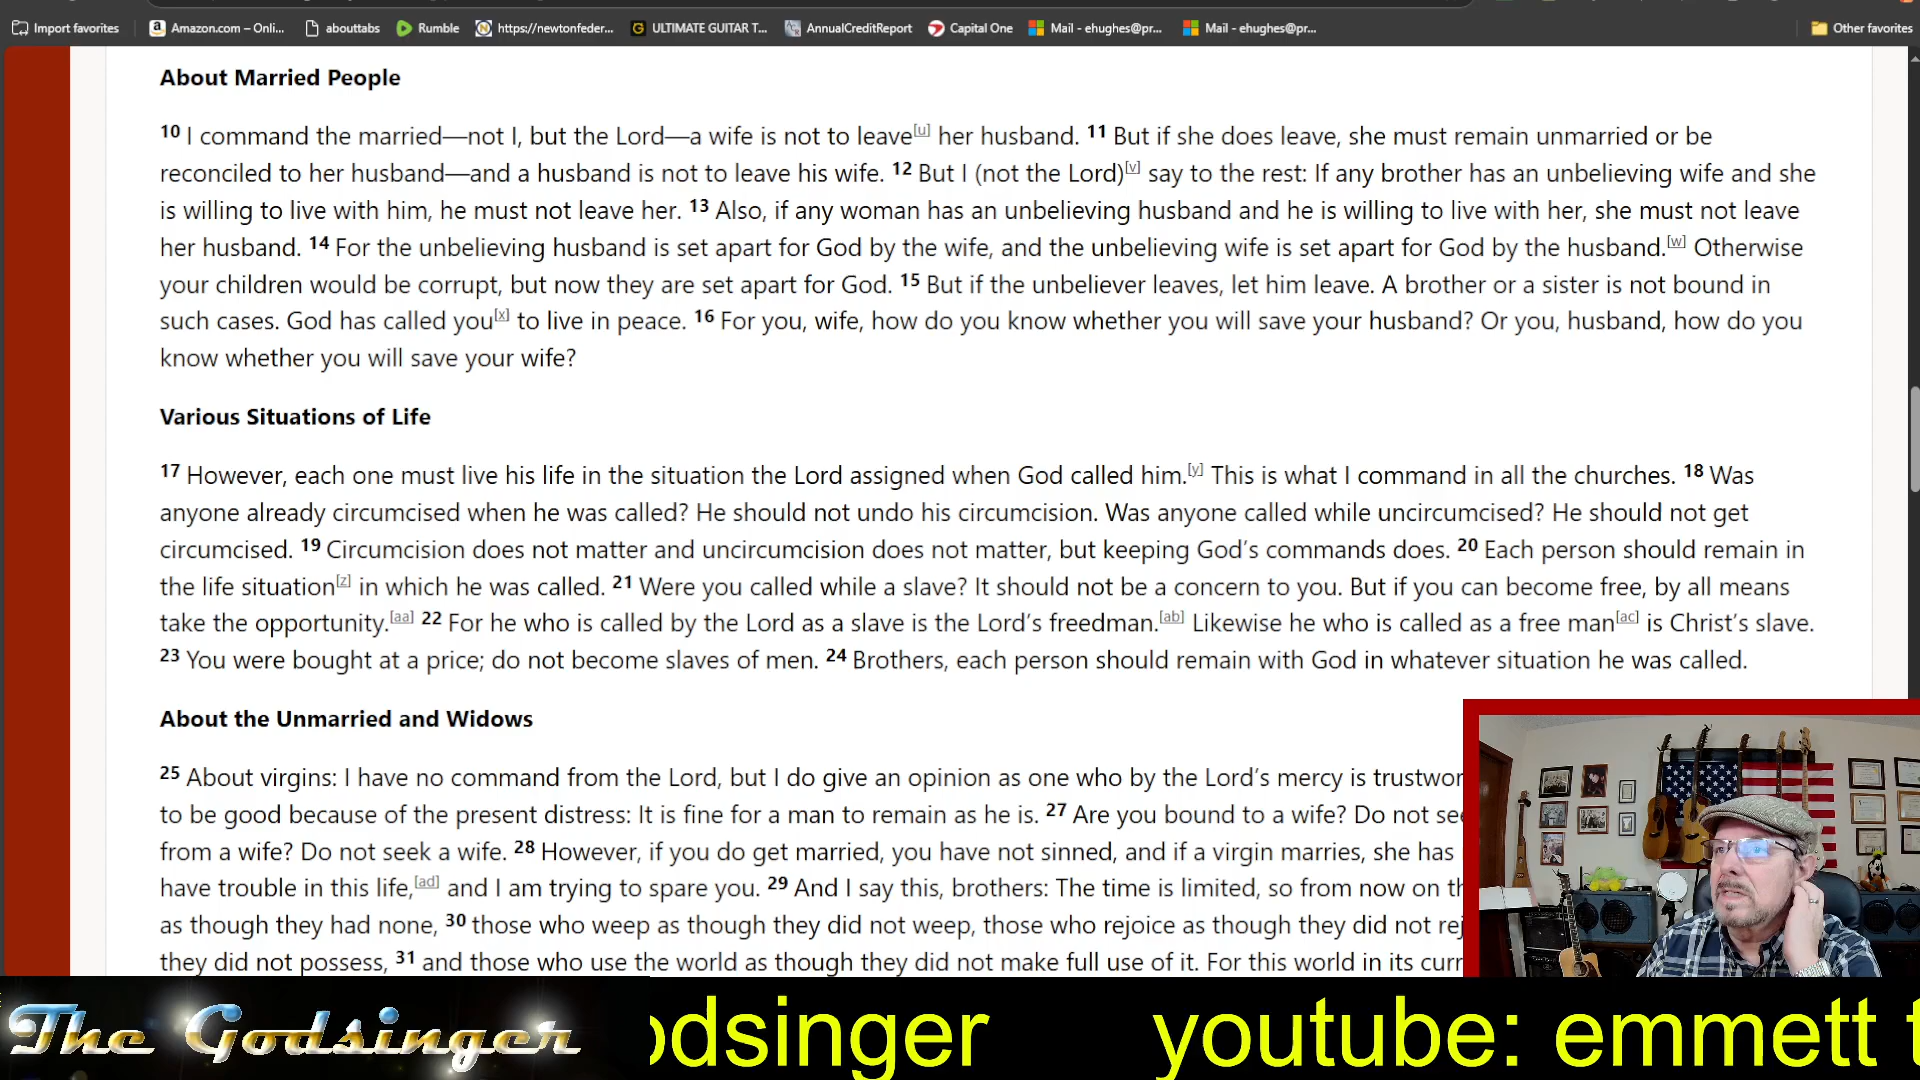 Import favorites
Amazon.com – Onli...
abouttabs
Rumble
https://newtonfeder...
ULTIMATE GUITAR T...
AnnualCreditReport
Capital One
Mail - ehughes@pr...
Mail - ehughes@pr...
Other favorites
About Married People
10 I command the married—not I, but the Lord—a wife is not to leave[u] her husband. 11 But if she does leave, she must remain unmarried or be
reconciled to her husband—and a husband is not to leave his wife. 12 But I (not the Lord)[v] say to the rest: If any brother has an unbelieving wife and she
is willing to live with him, he must not leave her. 13 Also, if any woman has an unbelieving husband and he is willing to live with her, she must not leave
her husband. 14 For the unbelieving husband is set apart for God by the wife, and the unbelieving wife is set apart for God by the husband.[w] Otherwise
your children would be corrupt, but now they are set apart for God. 15 But if the unbeliever leaves, let him leave. A brother or a sister is not bound in
such cases. God has called you[x] to live in peace. 16 For you, wife, how do you know whether you will save your husband? Or you, husband, how do you
know whether you will save your wife?
Various Situations of Life
17 However, each one must live his life in the situation the Lord assigned when God called him.[y] This is what I command in all the churches. 18 Was
anyone already circumcised when he was called? He should not undo his circumcision. Was anyone called while uncircumcised? He should not get
circumcised. 19 Circumcision does not matter and uncircumcision does not matter, but keeping God’s commands does. 20 Each person should remain in
the life situation[z] in which he was called. 21 Were you called while a slave? It should not be a concern to you. But if you can become free, by all means
take the opportunity.[aa] 22 For he who is called by the Lord as a slave is the Lord’s freedman.[ab] Likewise he who is called as a free man[ac] is Christ’s slave.
23 You were bought at a price; do not become slaves of men. 24 Brothers, each person should remain with God in whatever situation he was called.
About the Unmarried and Widows
25 About virgins: I have no command from the Lord, but I do give an opinion as one who by the Lord’s mercy is trustwor
to be good because of the present distress: It is fine for a man to remain as he is. 27 Are you bound to a wife? Do not se
from a wife? Do not seek a wife. 28 However, if you do get married, you have not sinned, and if a virgin marries, she has
have trouble in this life,[ad] and I am trying to spare you. 29 And I say this, brothers: The time is limited, so from now on th
as though they had none, 30 those who weep as though they did not weep, those who rejoice as though they did not rej
they did not possess, 31 and those who use the world as though they did not make full use of it. For this world in its curr
The Godsinger
odsinger youtube: emmett t